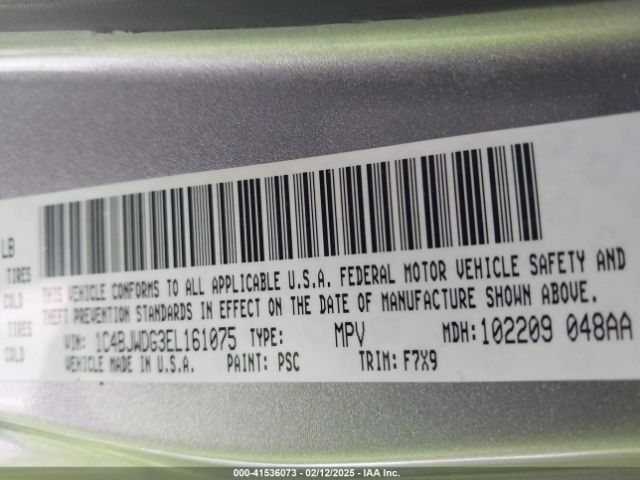 LB
TIRES
COLD
TIRES
COLD
THIS VEHICLE CONFORMS TO ALL APPLICABLE U.S.A. FEDERAL MOTOR VEHICLE SAFETY AND
THEFT PREVENTION STANDARDS IN EFFECT ON THE DATE OF MANUFACTURE SHOWN ABOVE.
VIN: 1C4BJWDG3EL161075 TYPE: MPV MDH:102209 048AA
VEHICLE MADE IN U.S.A. PAINT: PSC TRIM: F7X9
000-41536073 - 02/12/2025 - IAA Inc.